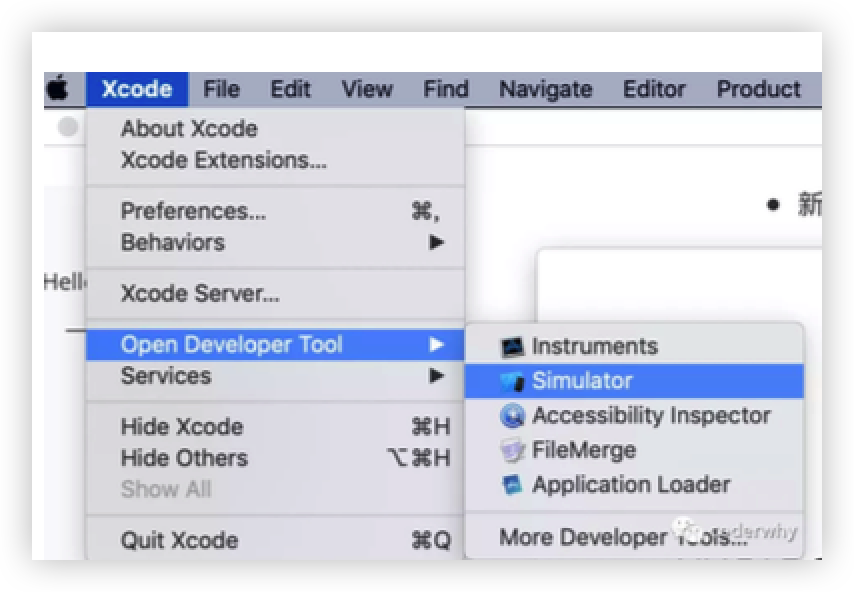 Xcode File Edit View Find Navigate Editor Product
About Xcode
Xcode Extensions...
新
Preferences... ⌘,
Behaviors ▶
Hell
Xcode Server...
Open Developer Tool ▶
Services ▶
Instruments
Simulator
Accessibility Inspector
FileMerge
Application Loader
More Developer Tools...
Hide Xcode ⌘H
Hide Others ⌥⌘H
Show All
Quit Xcode ⌘Q
coderwhy